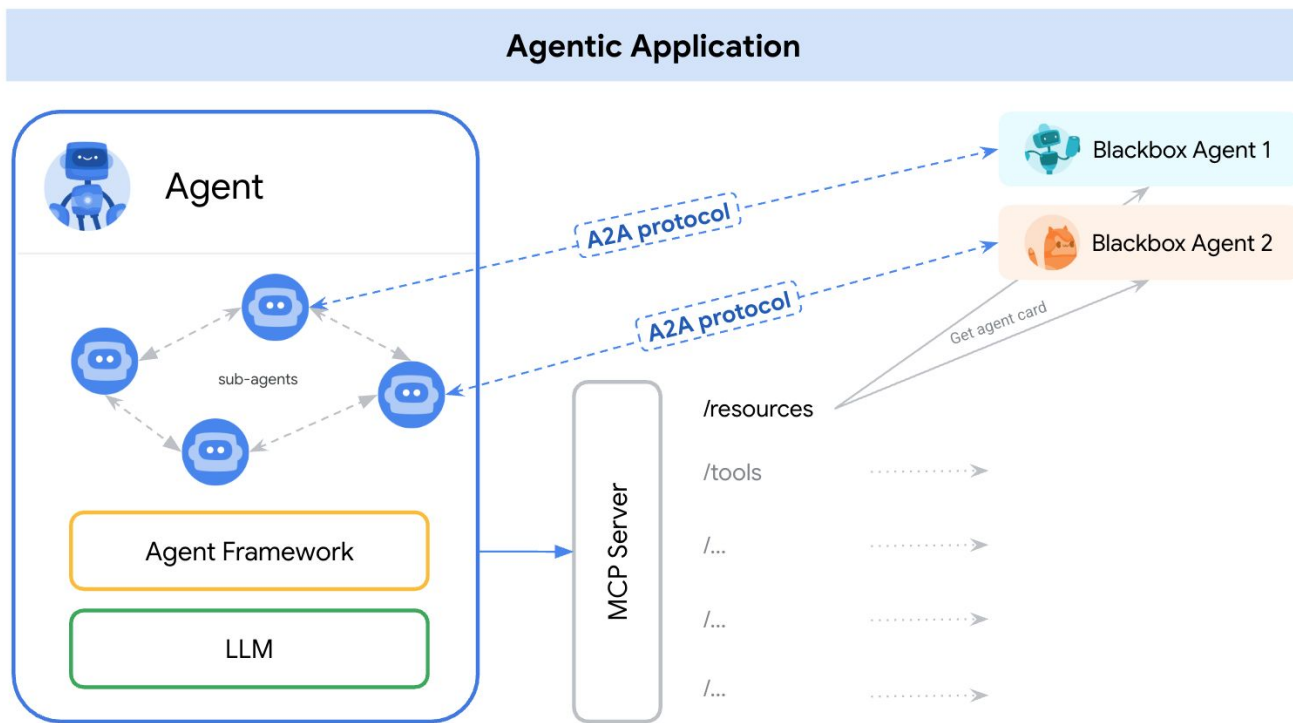 Agentic Application
Agent
Blackbox Agent 1
A2A protocol
Blackbox Agent 2
A2A protocol
Get agent card
sub-agents
/resources
/tools
Agent Framework
MCP Server
/...
/...
LLM
/...